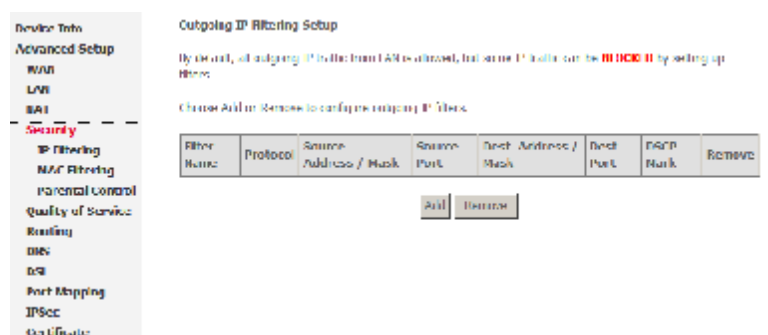 Device Info
Advanced Setup
WAN
LAN
NAT
Security
IP Filtering
MAC Filtering
Parental Control
Quality of Service
Routing
DNS
DSL
Port Mapping
IPSec
Certificate
Outgoing IP Filtering Setup
By default, all outgoing IP traffic from LAN is allowed, but some IP traffic can be BLOCKED by setting up
filters.
Choose Add or Remove to configure outgoing IP filters.
Filter Name Protocol Source Address / Mask Source Port Dest. Address / Mask Dest. Port DSCP Mark Remove
Add Remove